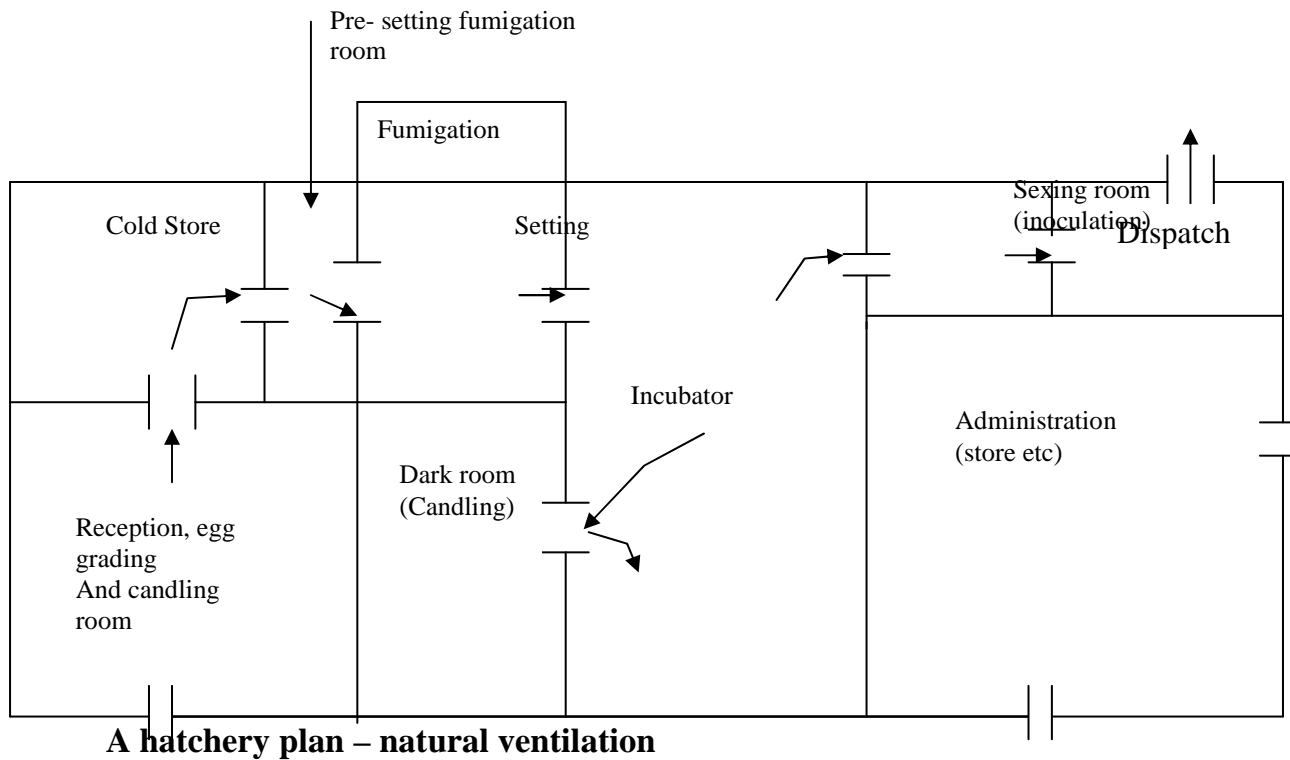 Pre- setting fumigation
room
Fumigation
Cold Store
Setting
Sexing room
(inoculation)
Dispatch
Incubator
Administration
(store etc)
Dark room
(Candling)
Reception, egg
grading
And candling
room
A hatchery plan – natural ventilation